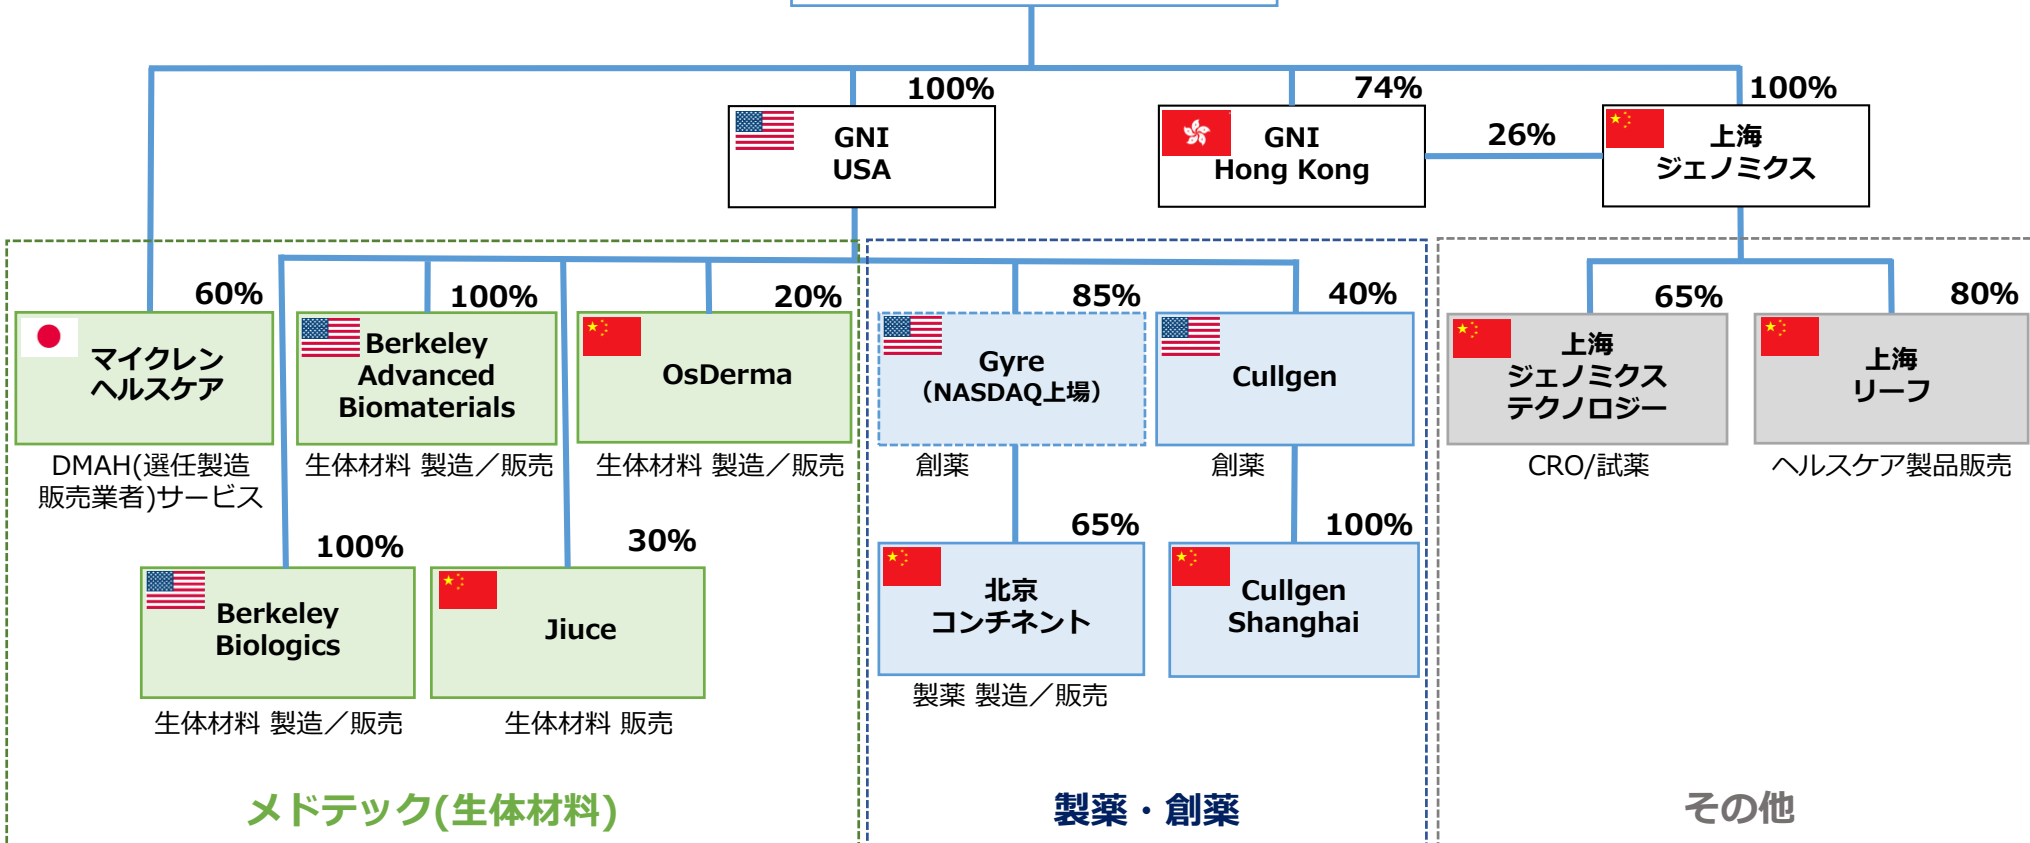 100%
74%
100%
GNI
USA
GNI
Hong Kong
26%
上海
ジェノミクス
60%
100%
20%
85%
40%
65%
80%
マイクレン
ヘルスケア
Berkeley
Advanced
Biomaterials
OsDerma
Gyre
（NASDAQ上場）
Cullgen
上海
ジェノミクス
テクノロジー
上海
リーフ
DMAH(選任製造
販売業者)サービス
生体材料 製造／販売
生体材料 製造／販売
創薬
創薬
CRO/試薬
ヘルスケア製品販売
100%
30%
65%
100%
Berkeley
Biologics
Jiuce
北京
コンチネント
Cullgen
Shanghai
生体材料 製造／販売
生体材料 販売
製薬 製造／販売
メドテック(生体材料)
製薬・創薬
その他